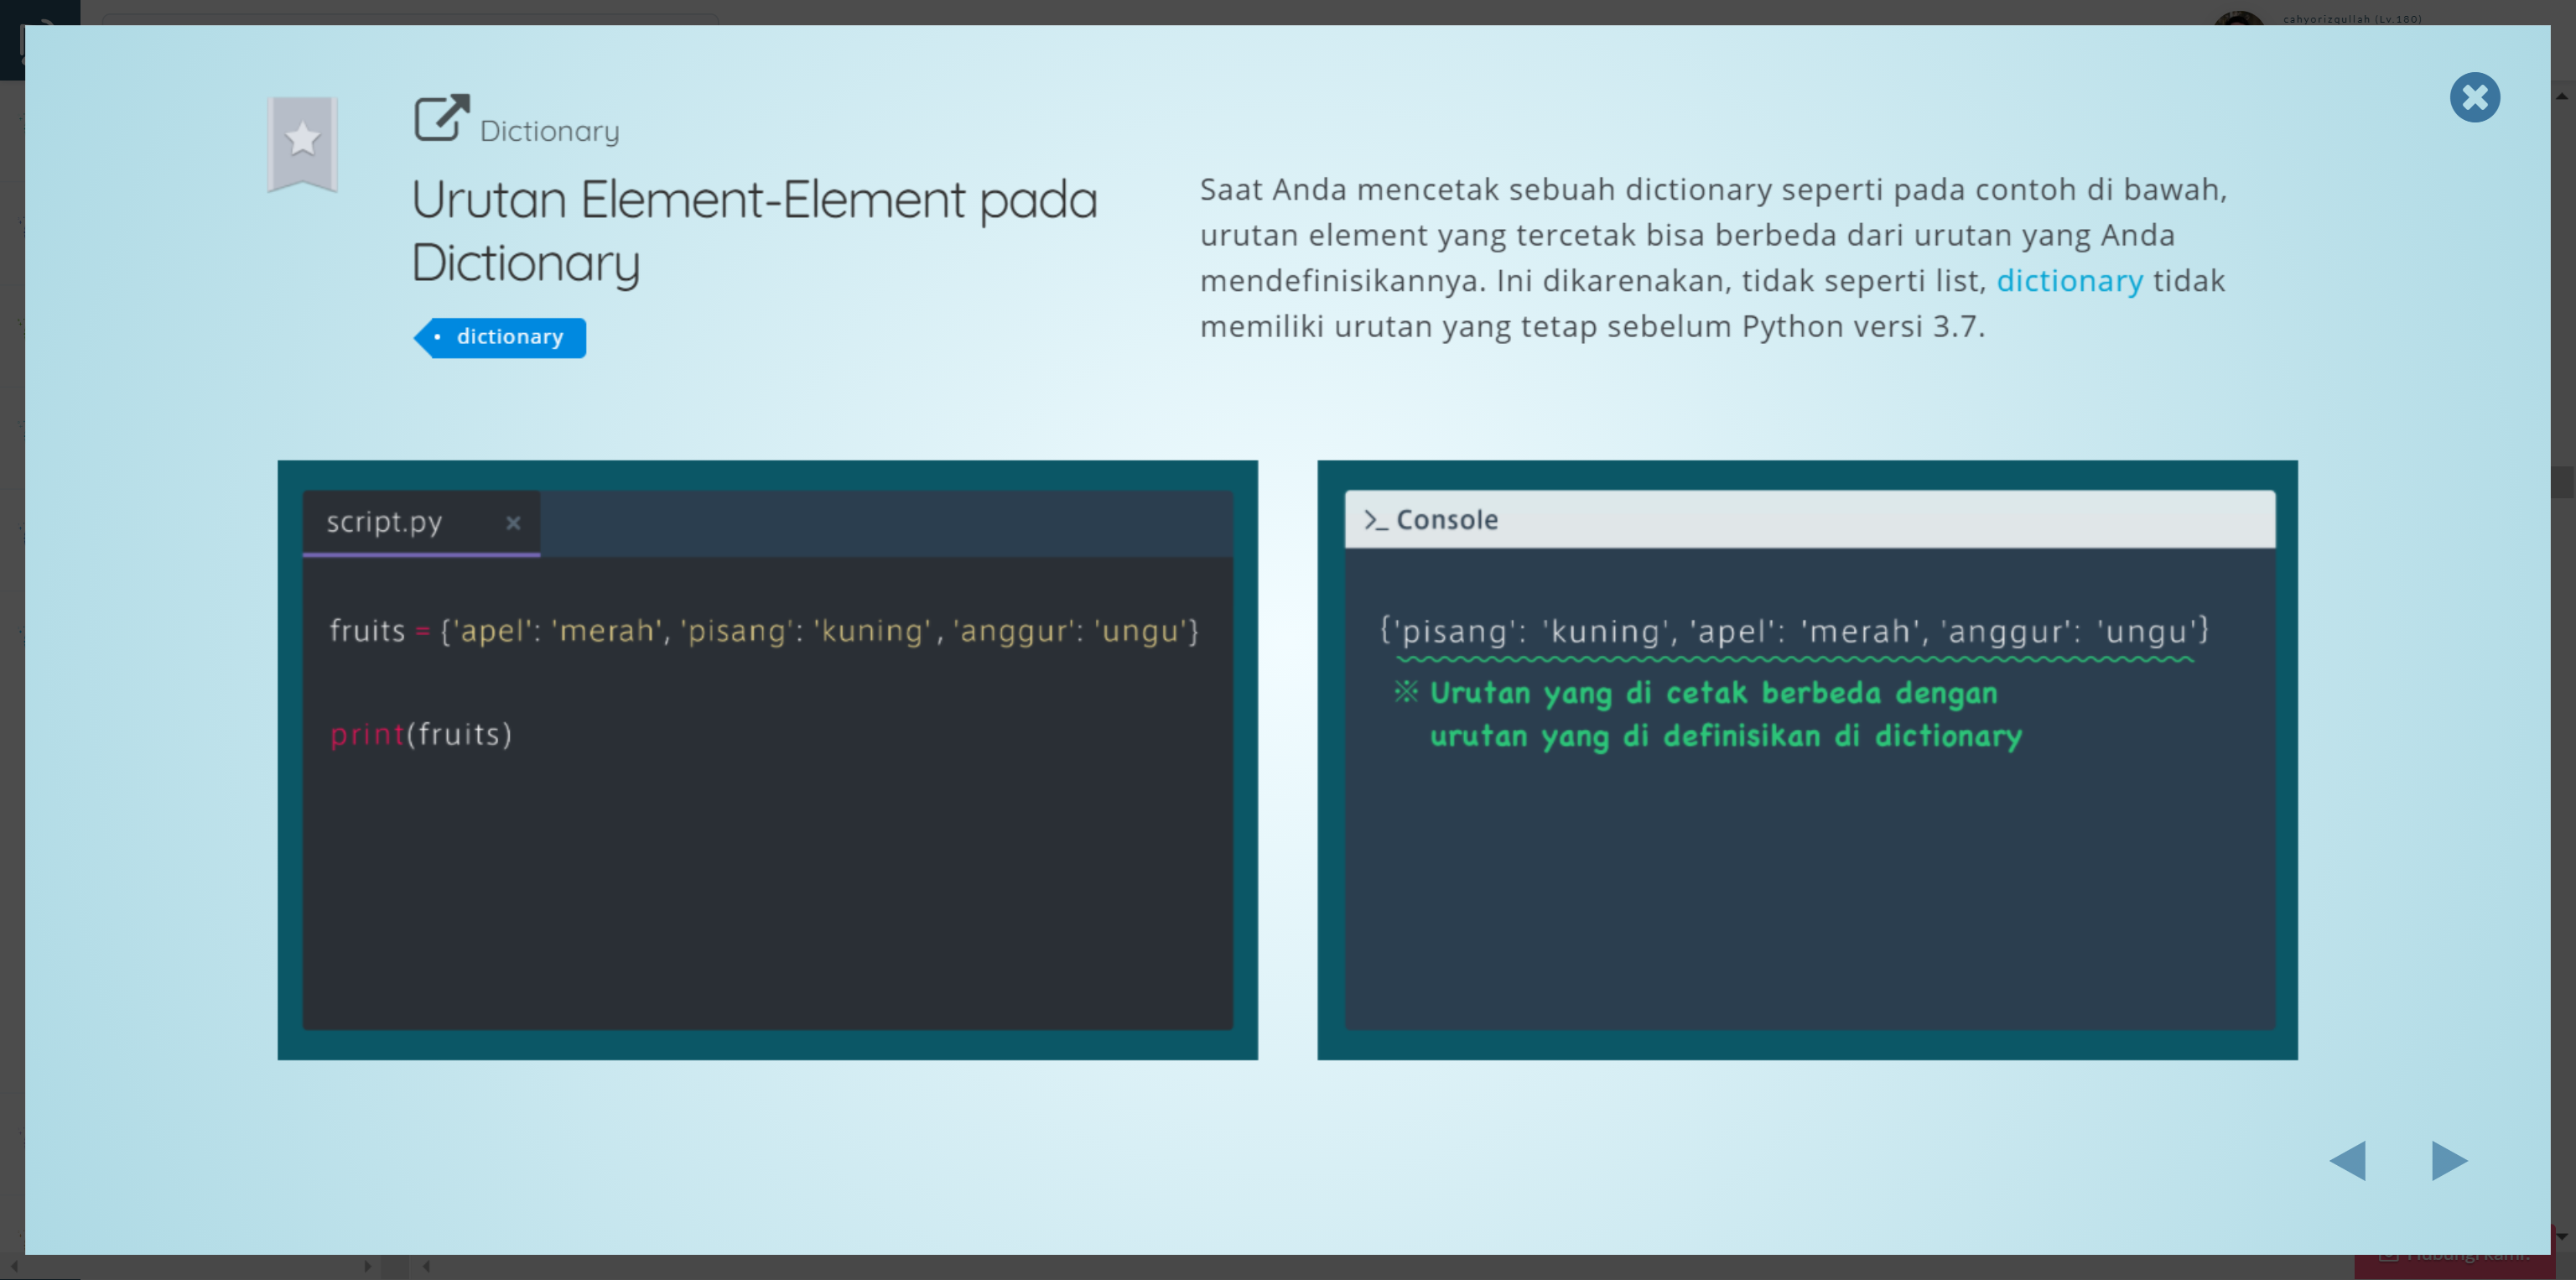 cahyorizqullah (Lv.180)
Dictionary
Urutan Element-Element pada
Dictionary
dictionary
Saat Anda mencetak sebuah dictionary seperti pada contoh di bawah,
urutan element yang tercetak bisa berbeda dari urutan yang Anda
mendefinisikannya. Ini dikarenakan, tidak seperti list, dictionary tidak
memiliki urutan yang tetap sebelum Python versi 3.7.
script.py
fruits = {'apel': 'merah', 'pisang': 'kuning', 'anggur': 'ungu'}
print(fruits)
>_ Console
{'pisang': 'kuning', 'apel': 'merah', 'anggur': 'ungu'}
※ Urutan yang di cetak berbeda dengan
urutan yang di definisikan di dictionary